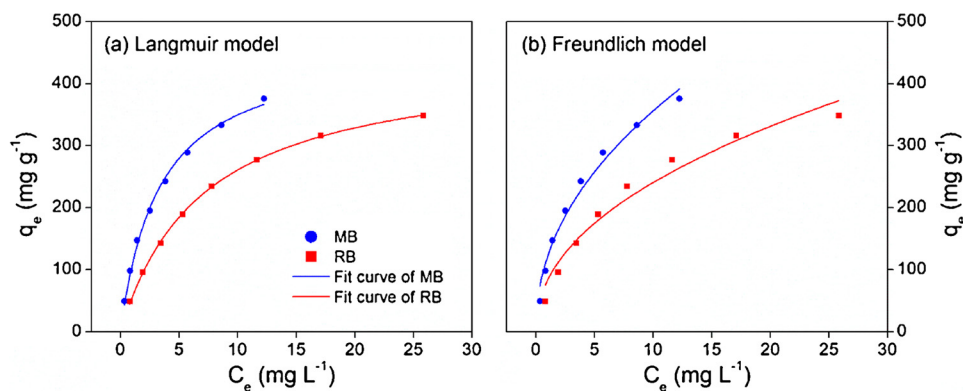 (a) Langmuir model
(b) Freundlich model
500
400
300
200
100
0
qe (mg g⁻¹)
MB
RB
Fit curve of MB
Fit curve of RB
0 5 10 15 20 25 30
Ce (mg L⁻¹)
0 5 10 15 20 25 30
Ce (mg L⁻¹)
500
400
300
200
100
0
qe (mg g⁻¹)